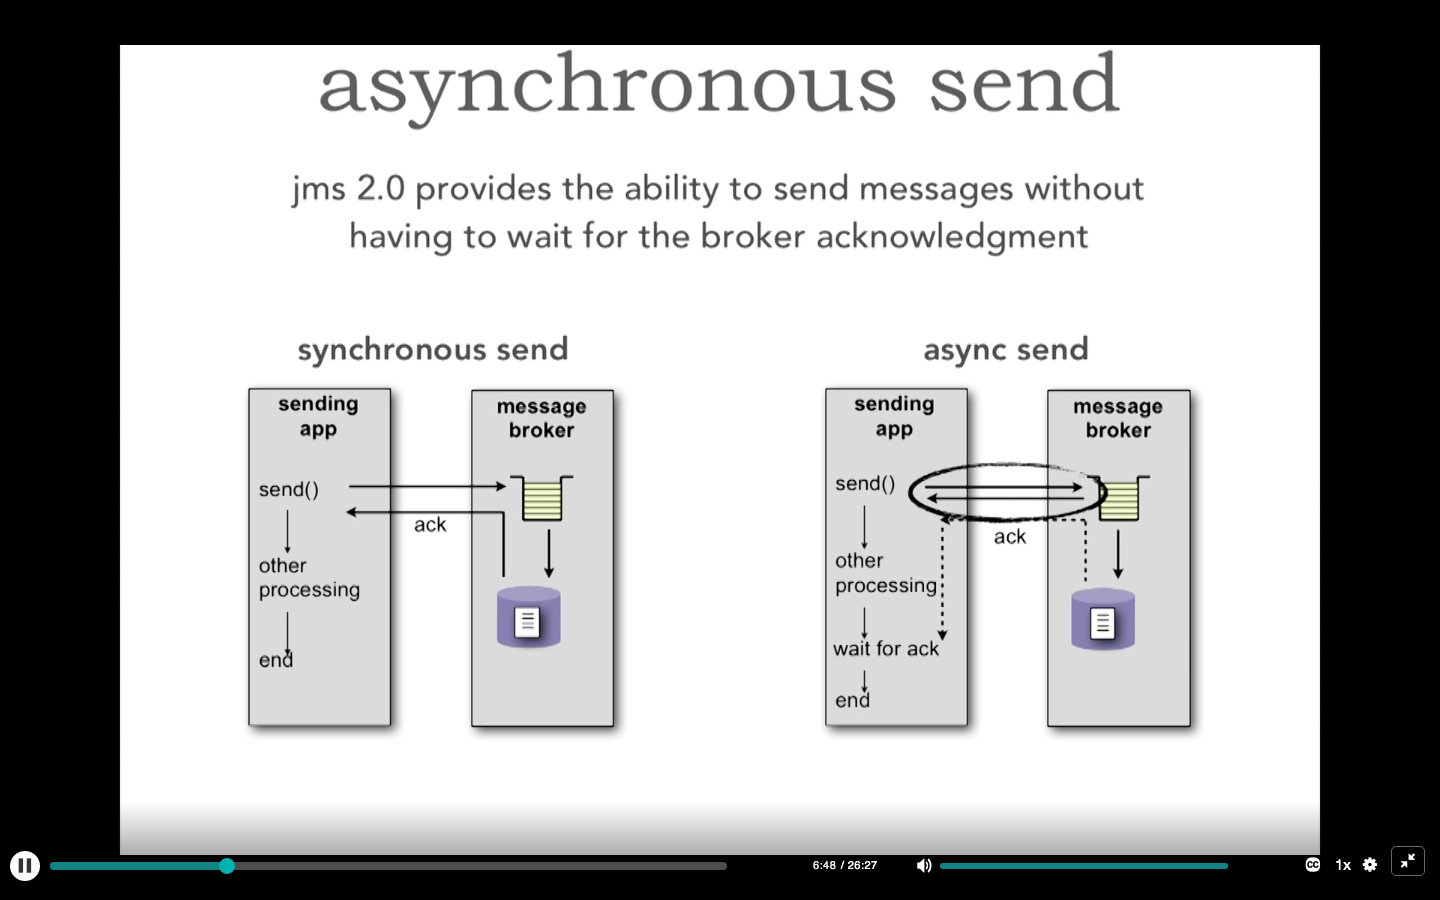 asynchronous send
jms 2.0 provides the ability to send messages without
having to wait for the broker acknowledgment
synchronous send
sending
app
send()
other
processing
end
ack
message
broker
async send
sending
app
send()
other
processing
wait for ack
end
ack
message
broker
6:48 / 26:27
CC
1x